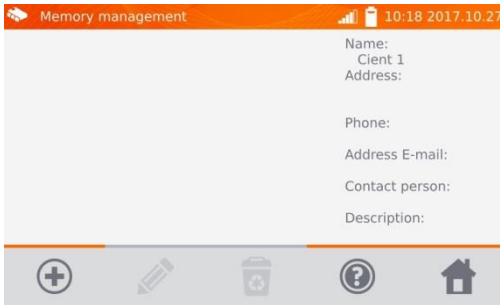 Memory management
10:18 2017.10.27
Name:
Cient 1
Address:
Phone:
Address E-mail:
Contact person:
Description: